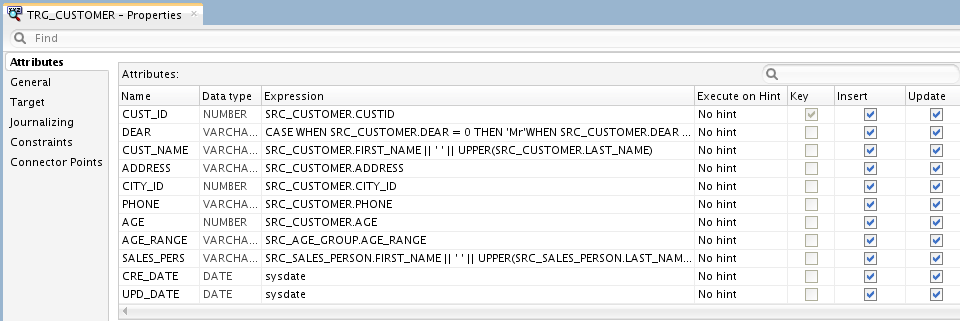 TRG_CUSTOMER - Properties
Find
Attributes
General
Target
Journalizing
Constraints
Connector Points
Attributes:
Name Data type Expression Execute on Hint Key Insert Update
CUST_ID NUMBER SRC_CUSTOMER.CUSTID No hint
DEAR VARCHA... CASE WHEN SRC_CUSTOMER.DEAR = 0 THEN 'Mr'WHEN SRC_CUSTOMER.DEAR ... No hint
CUST_NAME VARCHA... SRC_CUSTOMER.FIRST_NAME || ' ' || UPPER(SRC_CUSTOMER.LAST_NAME) No hint
ADDRESS VARCHA... SRC_CUSTOMER.ADDRESS No hint
CITY_ID NUMBER SRC_CUSTOMER.CITY_ID No hint
PHONE VARCHA... SRC_CUSTOMER.PHONE No hint
AGE NUMBER SRC_CUSTOMER.AGE No hint
AGE_RANGE VARCHA... SRC_AGE_GROUP.AGE_RANGE No hint
SALES_PERS VARCHA... SRC_SALES_PERSON.FIRST_NAME || ' ' || UPPER(SRC_SALES_PERSON.LAST_NAM... No hint
CRE_DATE DATE sysdate No hint
UPD_DATE DATE sysdate No hint